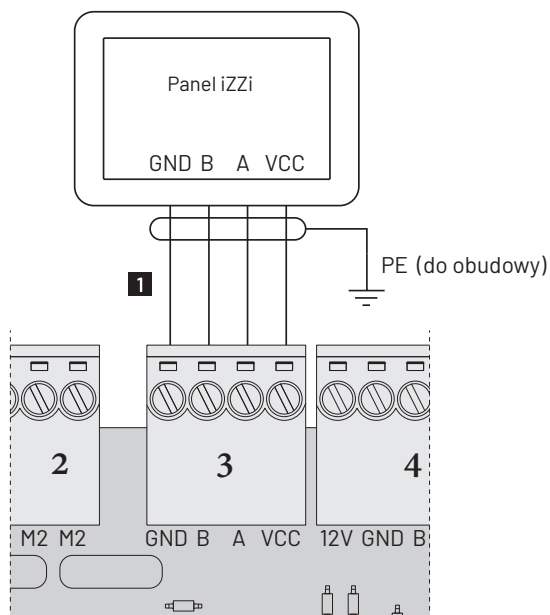 Panel iZZi
GND B A VCC
PE (do obudowy)
1
2 3 4
M2 M2 GND B A VCC 12V GND B